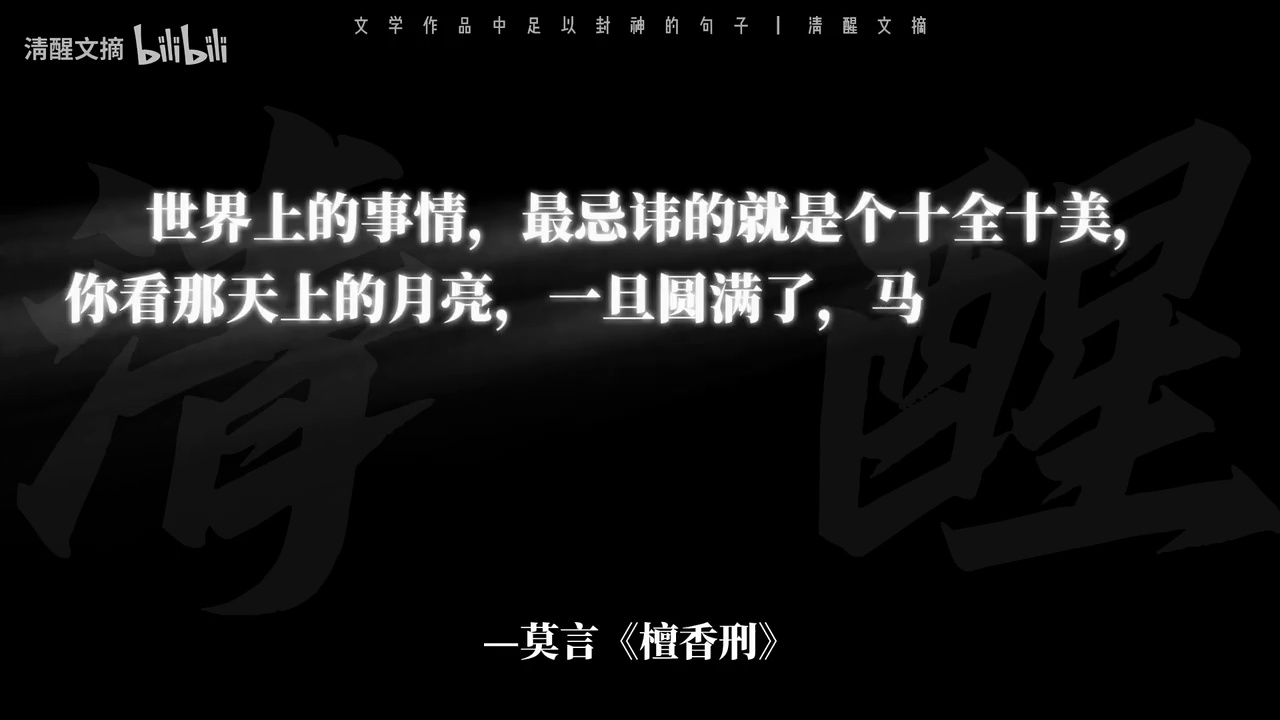 文学作品中足以封神的句子 | 清醒文摘
清醒文摘 bilibili
清醒
世界上的事情，最忌讳的就是个十全十美，
你看那天上的月亮，一旦圆满了，马
—莫言《檀香刑》